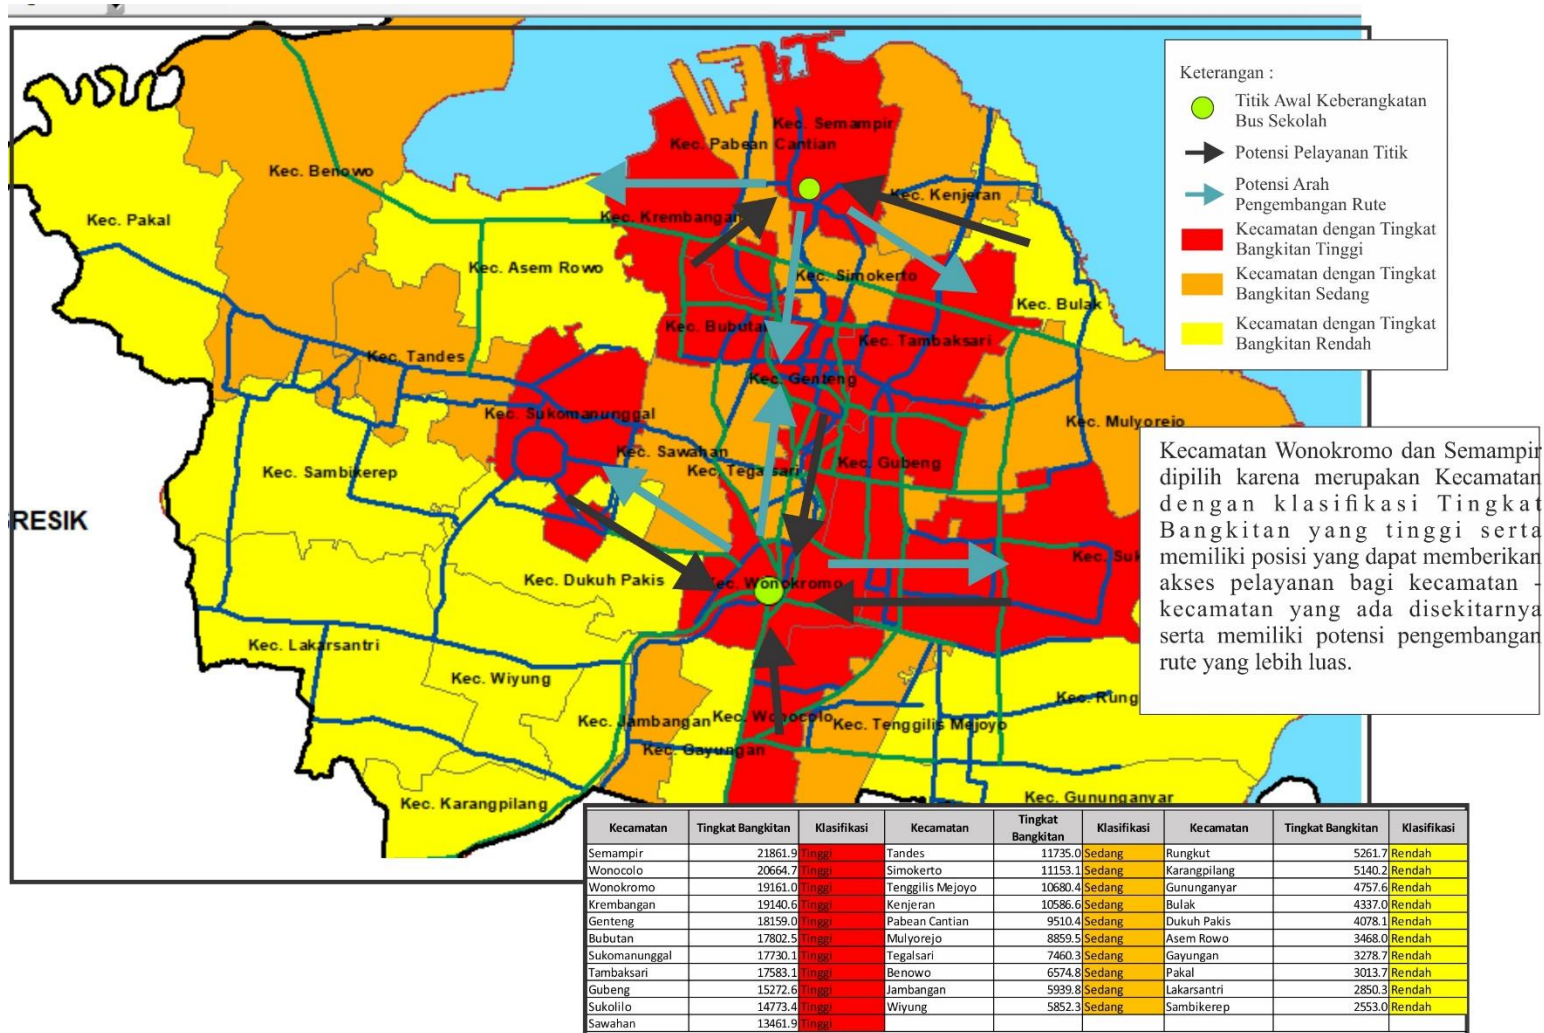 Keterangan :
Titik Awal Keberangkatan
Bus Sekolah
Potensi Pelayanan Titik
Potensi Arah
Pengembangan Rute
Kecamatan dengan Tingkat
Bangkitan Tinggi
Kecamatan dengan Tingkat
Bangkitan Sedang
Kecamatan dengan Tingkat
Bangkitan Rendah
Kec. Semampir
Kec. Pabean Cantian
Kec. Benowo
Kec. Kenjeran
Kec. Pakal
Kec. Krembangan
Kec. Asem Rowo
Kec. Simokerto
Kec. Bulak
Kec. Bubuta
Kec. Tambaksari
Kec. Tandes
Kec. Genteng
Kec. Sukomanunggal
Kec. Mulyorejo
Kec. Sawahan
Kec. Sambikerep
Kec. Tegalsari
Kec. Gubeng
RESIK
Kec. Suk
Kec. Dukuh Pakis
ec. Wonokromo
Kec. Lakarsantri
Kec. Wiyung
Kec. Rung
Kec. Jambangan
Kec. Wonocolo
Kec. Tenggilis Mejoyo
Kec. Gayungan
Kec. Karangpilang
Kec. Gununganyar
Kecamatan Wonokromo dan Semampir
dipilih karena merupakan Kecamatan
dengan klasifikasi Tingkat
Bangkitan yang tinggi serta
memiliki posisi yang dapat memberikan
akses pelayanan bagi kecamatan -
kecamatan yang ada disekitarnya
serta memiliki potensi pengembangan
rute yang lebih luas.
Kecamatan Tingkat Bangkitan Klasifikasi Kecamatan Tingkat Bangkitan Klasifikasi Kecamatan Tingkat Bangkitan Klasifikasi
Semampir 21861.9 Tinggi Tandes 11735.0 Sedang Rungkut 5261.7 Rendah
Wonocolo 20664.7 Tinggi Simokerto 11153.1 Sedang Karangpilang 5140.2 Rendah
Wonokromo 19161.0 Tinggi Tenggilis Mejoyo 10680.4 Sedang Gununganyar 4757.6 Rendah
Krembangan 19140.6 Tinggi Kenjeran 10586.6 Sedang Bulak 4337.0 Rendah
Genteng 18159.0 Tinggi Pabean Cantian 9510.4 Sedang Dukuh Pakis 4078.1 Rendah
Bubutan 17802.5 Tinggi Mulyorejo 8859.5 Sedang Asem Rowo 3468.0 Rendah
Sukomanunggal 17730.1 Tinggi Tegalsari 7460.3 Sedang Gayungan 3278.7 Rendah
Tambaksari 17583.1 Tinggi Benowo 6574.8 Sedang Pakal 3013.7 Rendah
Gubeng 15272.6 Tinggi Jambangan 5939.8 Sedang Lakarsantri 2850.3 Rendah
Sukolilo 14773.4 Tinggi Wiyung 5852.3 Sedang Sambikerep 2553.0 Rendah
Sawahan 13461.9 Tinggi